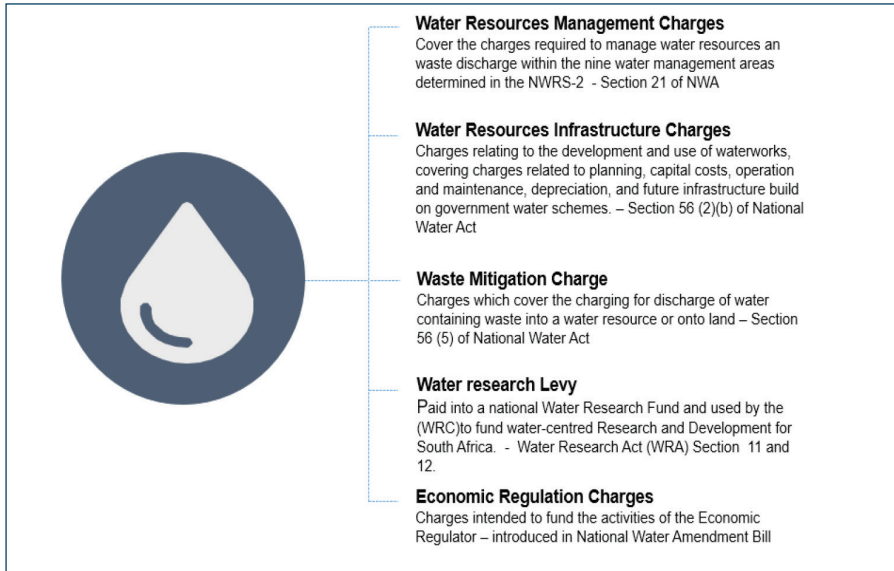 Water Resources Management Charges
Cover the charges required to manage water resources an
waste discharge within the nine water management areas
determined in the NWRS-2 - Section 21 of NWA
Water Resources Infrastructure Charges
Charges relating to the development and use of waterworks,
covering charges related to planning, capital costs, operation
and maintenance, depreciation, and future infrastructure build
on government water schemes. – Section 56 (2)(b) of National
Water Act
Waste Mitigation Charge
Charges which cover the charging for discharge of water
containing waste into a water resource or onto land – Section
56 (5) of National Water Act
Water research Levy
Paid into a national Water Research Fund and used by the
(WRC)to fund water-centred Research and Development for
South Africa. - Water Research Act (WRA) Section 11 and
12.
Economic Regulation Charges
Charges intended to fund the activities of the Economic
Regulator – introduced in National Water Amendment Bill